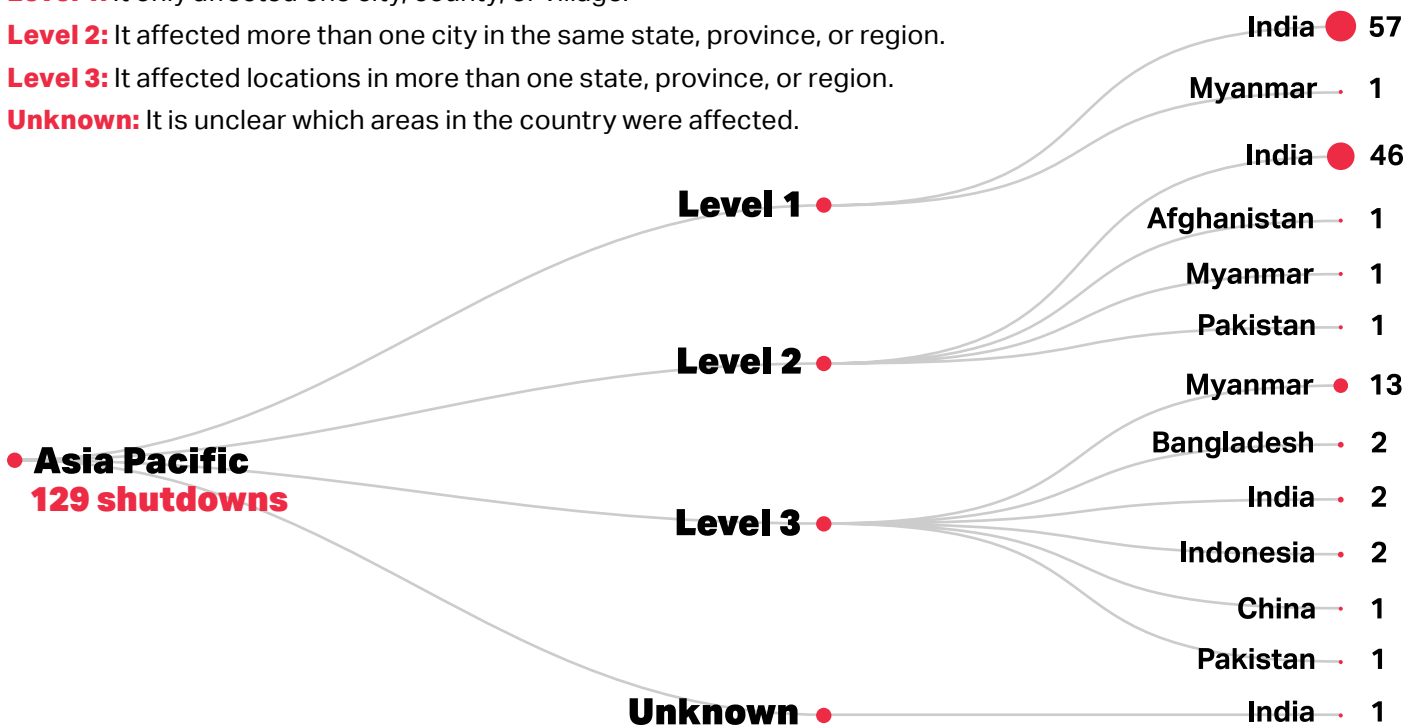 Level 2: It affected more than one city in the same state, province, or region.
Level 3: It affected locations in more than one state, province, or region.
Unknown: It is unclear which areas in the country were affected.
India 57
Myanmar 1
India 46
Level 1
Afghanistan 1
Myanmar 1
Pakistan 1
Level 2
Myanmar 13
Bangladesh 2
Asia Pacific
129 shutdowns
India 2
Level 3
Indonesia 2
China 1
Pakistan 1
Unknown
India 1